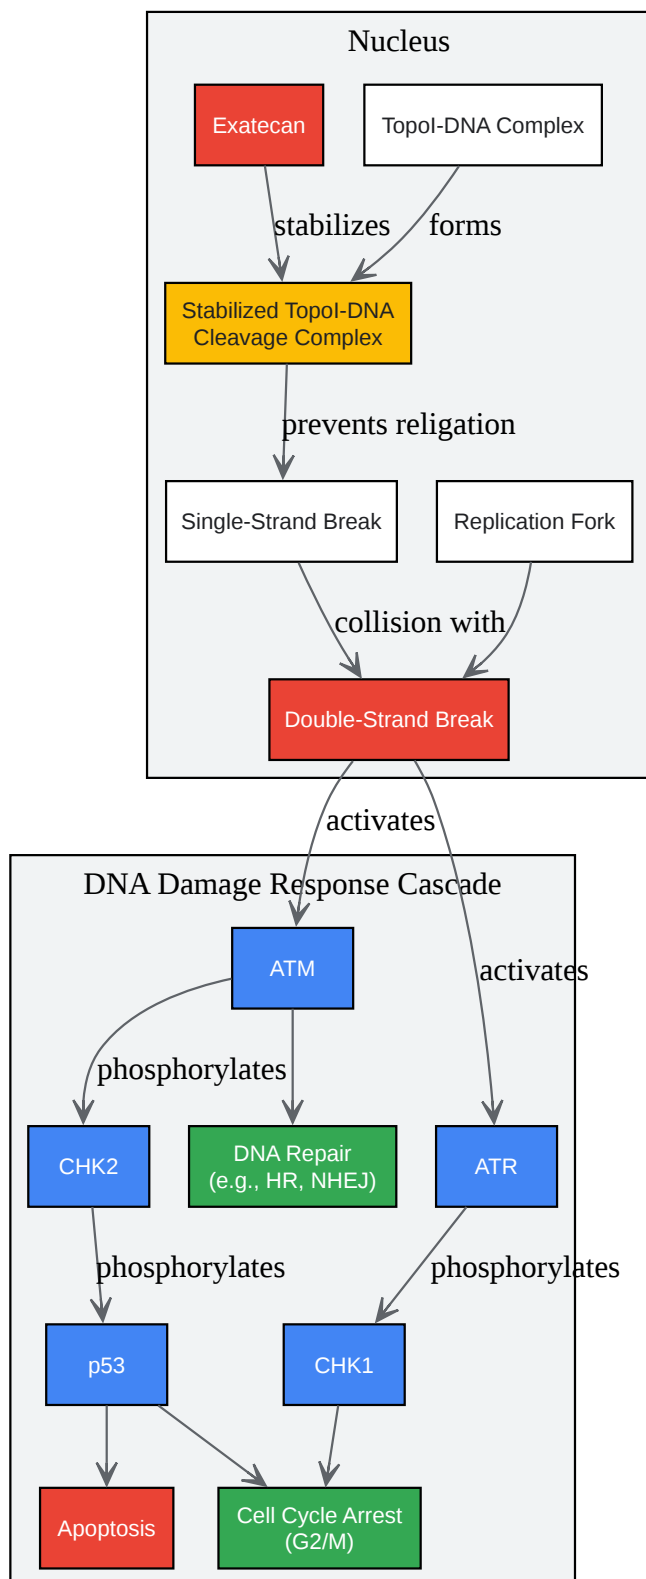 Nucleus
Exatecan
TopoI-DNA Complex
stabilizes
forms
Stabilized TopoI-DNA
Cleavage Complex
prevents religation
Single-Strand Break
Replication Fork
collision with
Double-Strand Break
activates
DNA Damage Response Cascade
ATM
activates
phosphorylates
CHK2
DNA Repair
(e.g., HR, NHEJ)
ATR
phosphorylates
phosphorylates
p53
CHK1
Apoptosis
Cell Cycle Arrest
(G2/M)